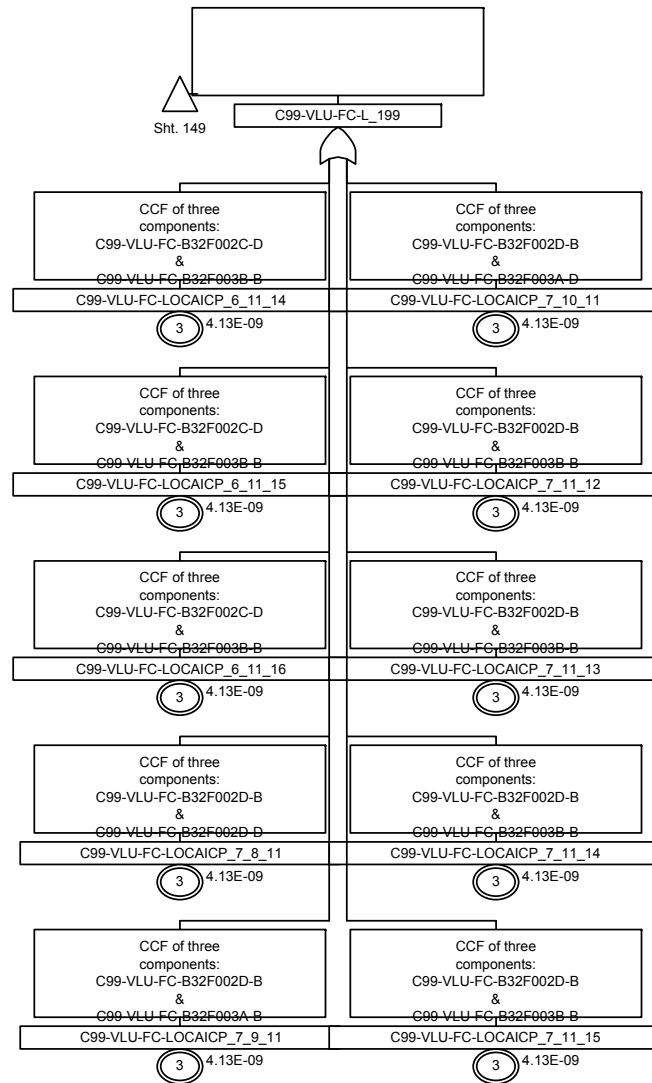 Sht. 149
C99-VLU-FC-L_199
CCF of three
components:
C99-VLU-FC-B32F002C-D
&
C99-VLU-FC-B32F003B-B
C99-VLU-FC-LOCAICP_6_11_14
3
4.13E-09
CCF of three
components:
C99-VLU-FC-B32F002D-B
&
C99-VLU-FC-B32F003A-D
C99-VLU-FC-LOCAICP_7_10_11
3
4.13E-09
CCF of three
components:
C99-VLU-FC-B32F002C-D
&
C99-VLU-FC-B32F003B-B
C99-VLU-FC-LOCAICP_6_11_15
3
4.13E-09
CCF of three
components:
C99-VLU-FC-B32F002D-B
&
C99-VLU-FC-B32F003B-B
C99-VLU-FC-LOCAICP_7_11_12
3
4.13E-09
CCF of three
components:
C99-VLU-FC-B32F002C-D
&
C99-VLU-FC-B32F003B-B
C99-VLU-FC-LOCAICP_6_11_16
3
4.13E-09
CCF of three
components:
C99-VLU-FC-B32F002D-B
&
C99-VLU-FC-B32F003B-B
C99-VLU-FC-LOCAICP_7_11_13
3
4.13E-09
CCF of three
components:
C99-VLU-FC-B32F002D-B
&
C99-VLU-FC-B32F002D-D
C99-VLU-FC-LOCAICP_7_8_11
3
4.13E-09
CCF of three
components:
C99-VLU-FC-B32F002D-B
&
C99-VLU-FC-B32F003B-B
C99-VLU-FC-LOCAICP_7_11_14
3
4.13E-09
CCF of three
components:
C99-VLU-FC-B32F002D-B
&
C99-VLU-FC-B32F003A-B
C99-VLU-FC-LOCAICP_7_9_11
3
4.13E-09
CCF of three
components:
C99-VLU-FC-B32F002D-B
&
C99-VLU-FC-B32F003B-B
C99-VLU-FC-LOCAICP_7_11_15
3
4.13E-09